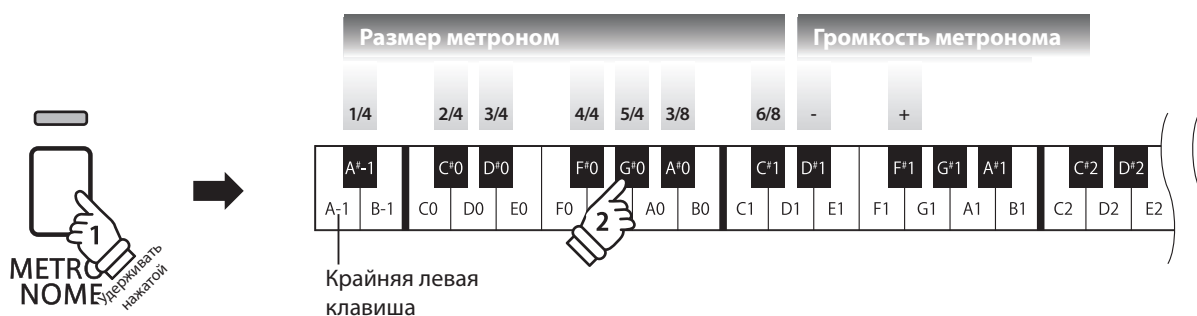 Размер метроном Громкость метронома
1/4 2/4 3/4 4/4 5/4 3/8 6/8 - +
A#-1 C#0 D#0 F#0 G#0 A#0 C#1 D#1 F#1 G#1 A#1 C#2 D#2
A-1 B-1 C0 D0 E0 F0 A0 B0 C1 D1 E1 F1 G1 A1 B1 C2 D2 E2
1
2
METRO
NOME
Удерживать
нажатой
Крайняя левая
клавиша